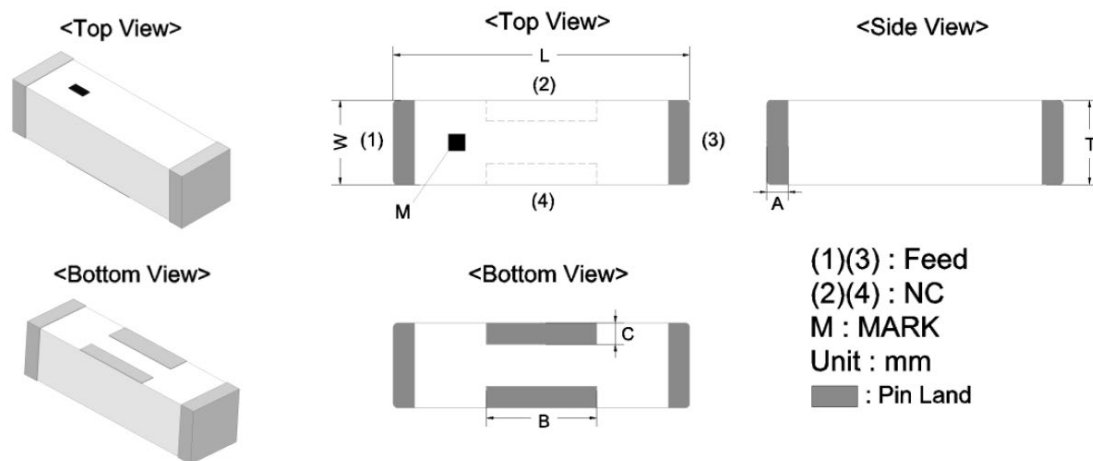 <Top View>
<Top View>
<Side View>
L
(2)
W
(1)
(3)
T
M
(4)
A
<Bottom View>
<Bottom View>
(1)(3) : Feed
(2)(4) : NC
M : MARK
Unit : mm
: Pin Land
C
B